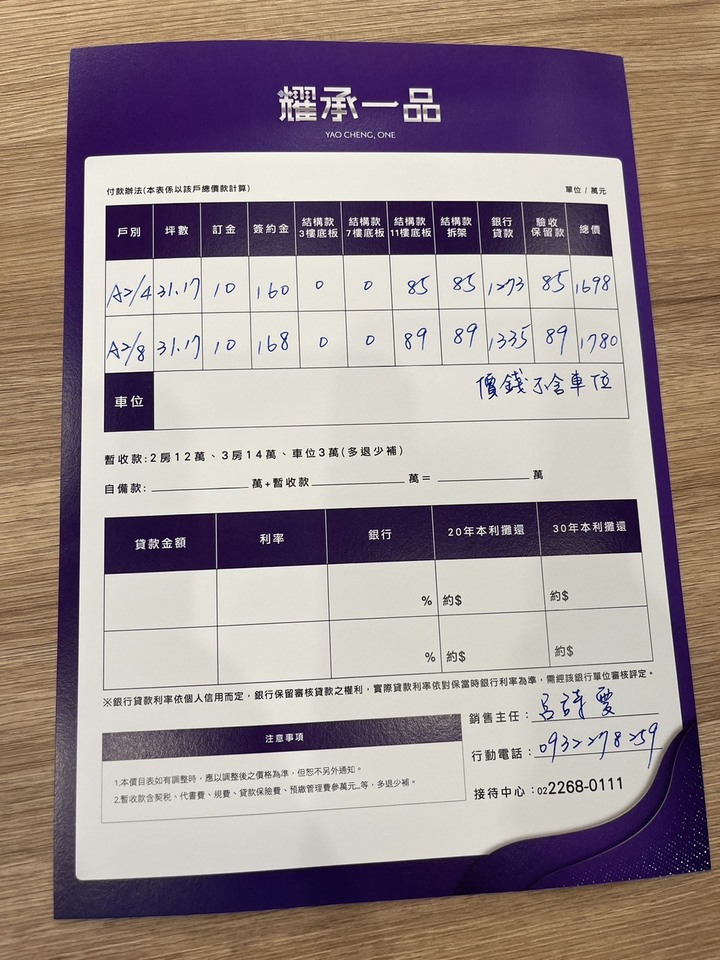 耀承一品
YAO CHENG, ONE
付款辦法(本表係以該戶總價款計算) 單位 / 萬元
戶別 坪數 訂金 簽約金 結構款3樓底板 結構款7樓底板 結構款11樓底板 結構款拆架 銀行貸款 驗收保留款 總價
A2/4 31.17 10 160 0 0 85 85 1273 85 1698
A2/8 31.17 10 168 0 0 89 89 1335 89 1780
車位 價錢不含車位
暫收款:2房12萬、3房14萬、車位3萬(多退少補)
自備款: 萬+暫收款 萬= 萬
貸款金額 利率 銀行 20年本利攤還 30年本利攤還
% 約$ 約$
% 約$ 約$
※銀行貸款利率依個人信用而定，銀行保留審核貸款之權利，實際貸款利率依對保當時銀行利率為準，需經該銀行單位審核評定。
注意事項
1.本價目表如有調整時，應以調整後之價格為準，但恕不另外通知。
2.暫收款含契税、代書費、規費、貸款保險費、預繳管理費參萬元...等，多退少補。
銷售主任：呂詩雯
行動電話：0932278259
接待中心：022268-0111